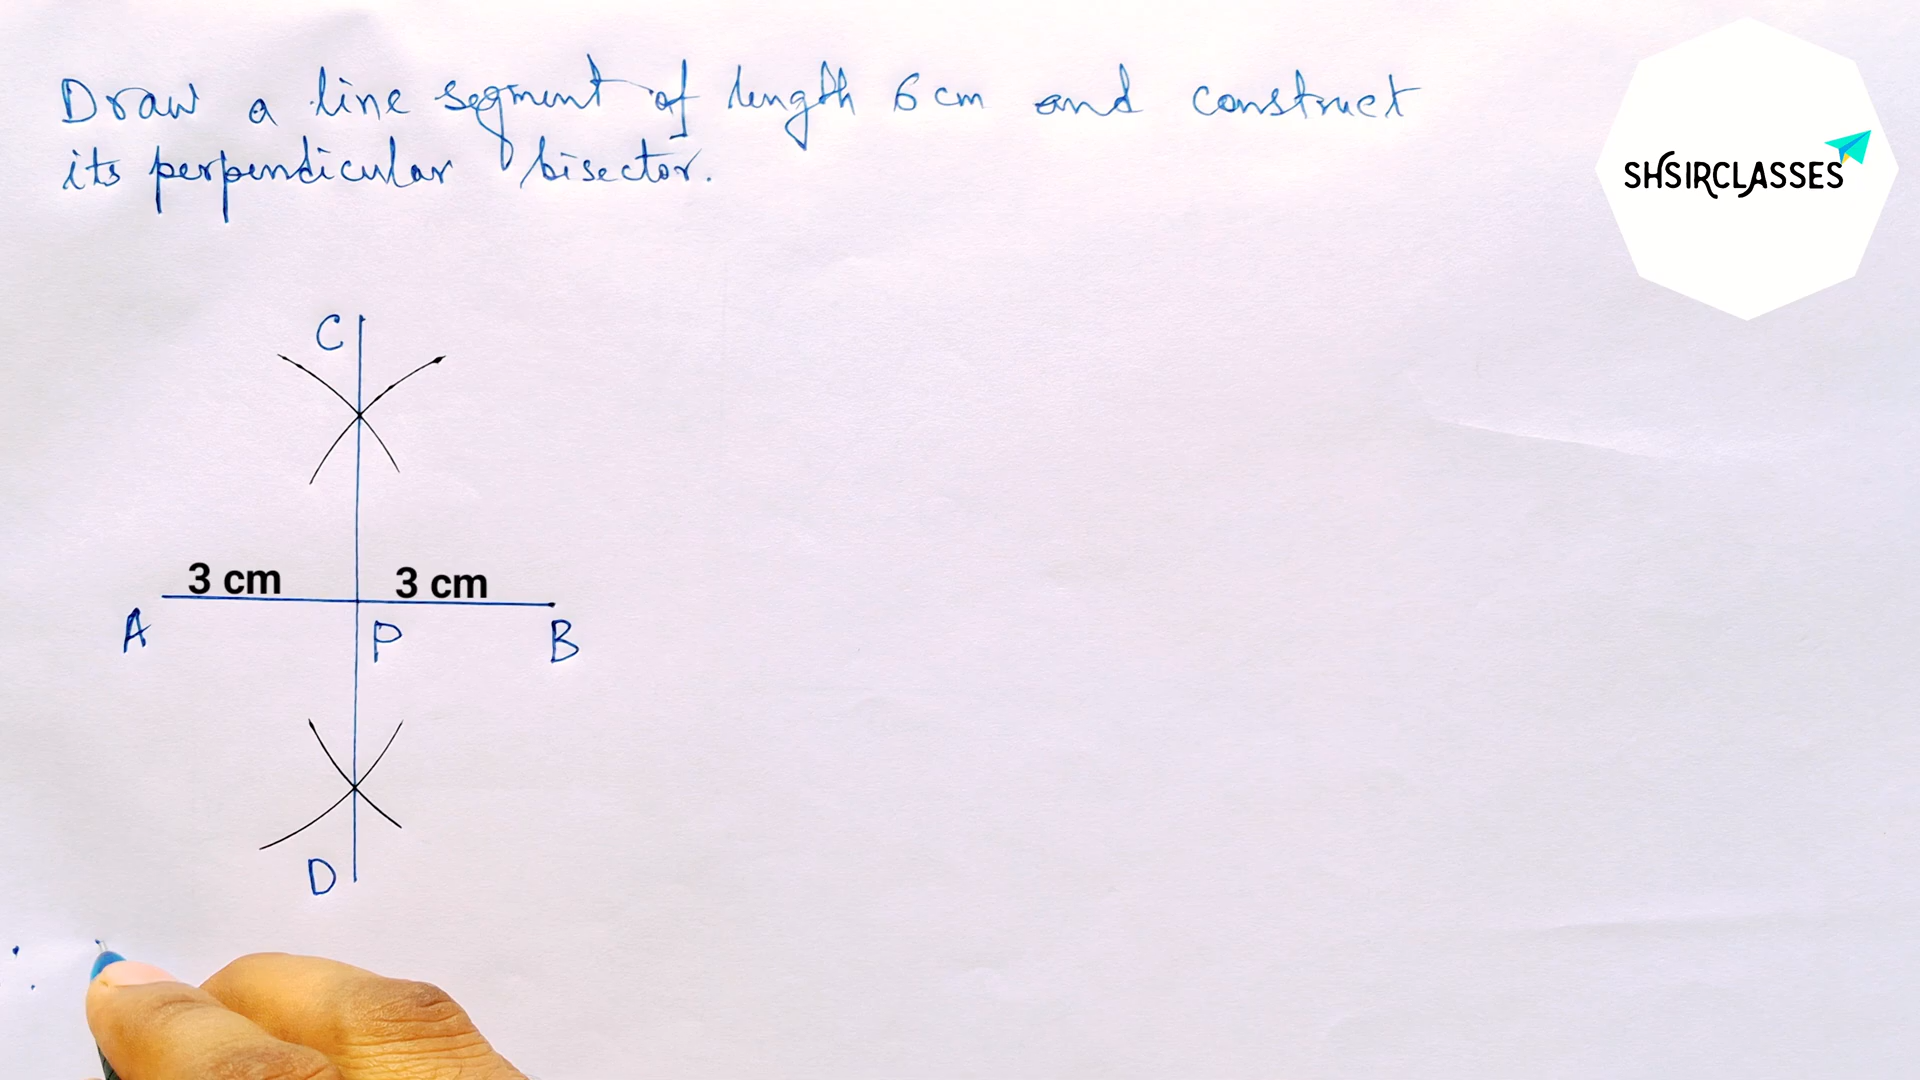 Draw a line segment of length 6 cm and construct
its perpendicular bisector.
SHSIRCLASSES
C
3 cm 3 cm
A P B
D